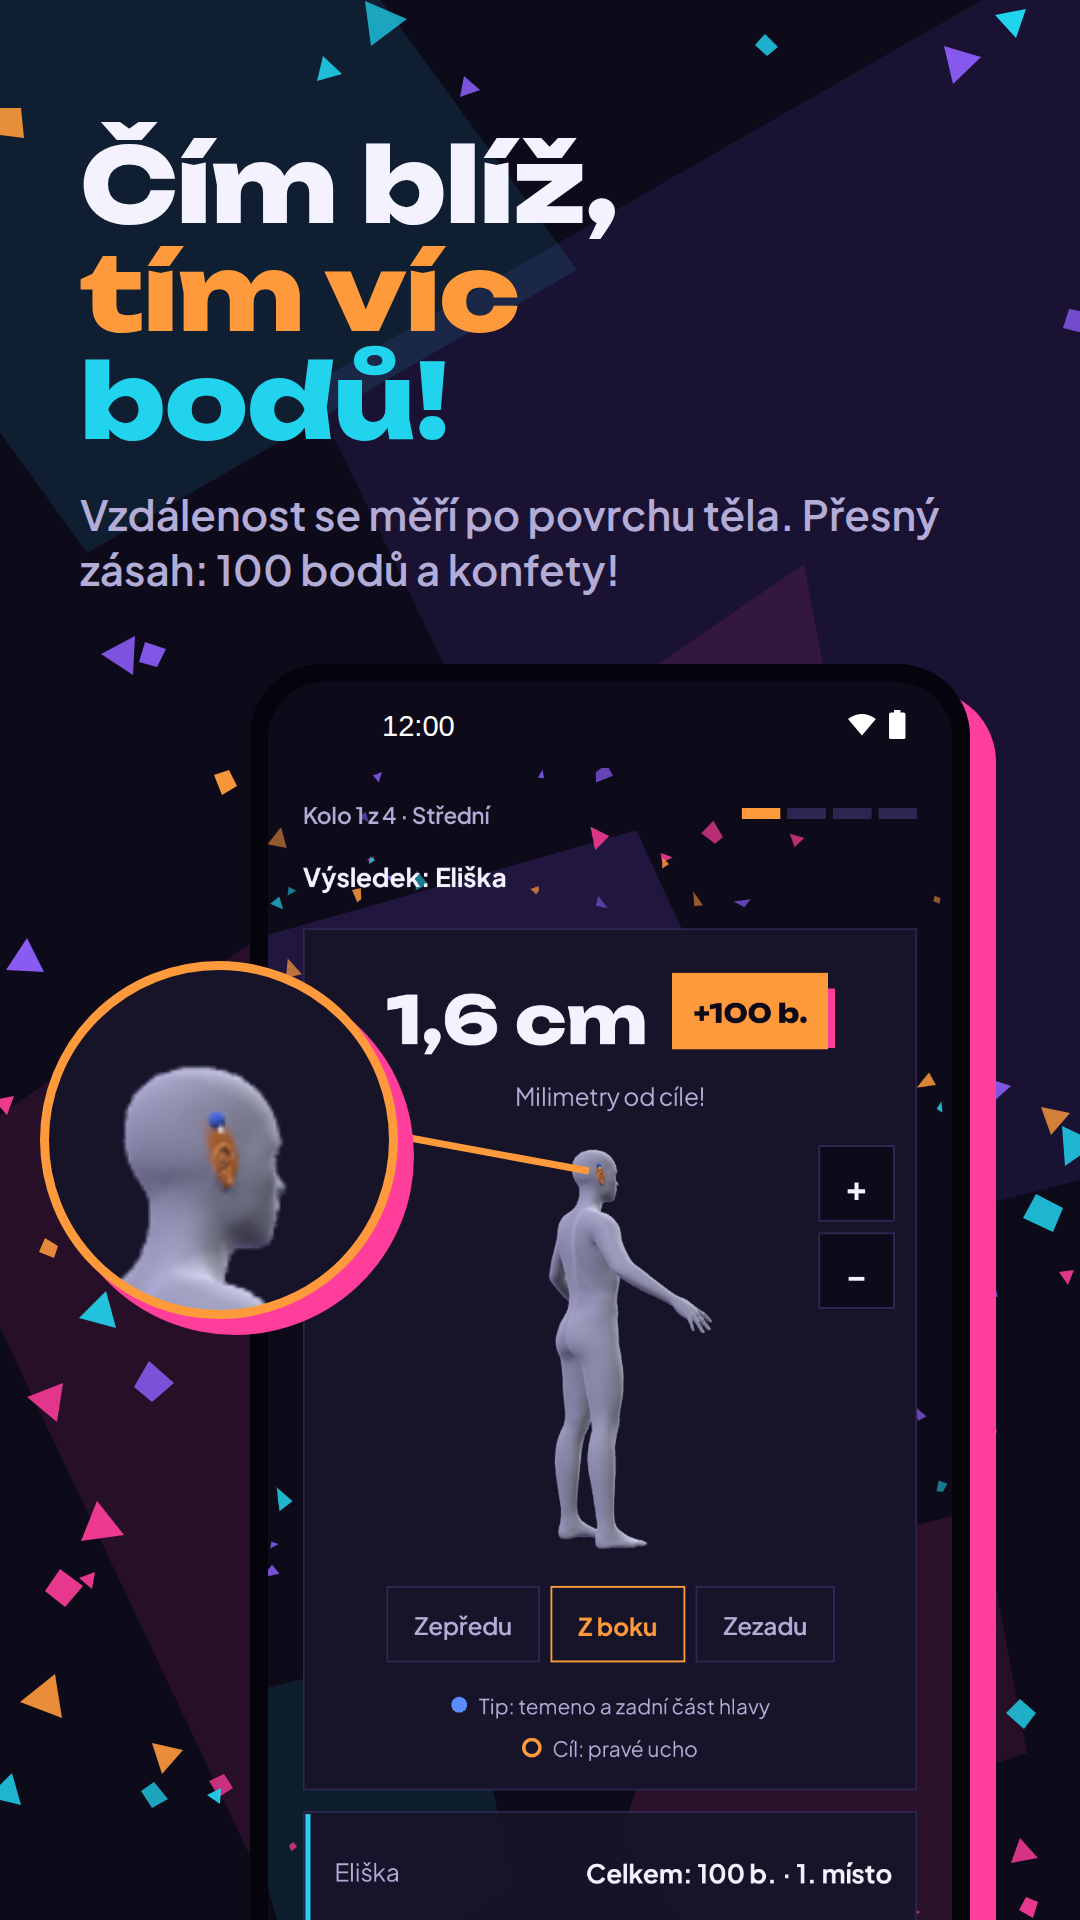 Čím blíž,
tím víc
bodů!
Vzdálenost se měří po povrchu těla. Přesný
zásah: 100 bodů a konfety!
12:00
Kolo 1 z 4 · Střední
Výsledek: Eliška
1,6 cm
+100 b.
Milimetry od cíle!
+
−
Zepředu
Z boku
Zezadu
Tip: temeno a zadní část hlavy
Cíl: pravé ucho
Eliška
Celkem: 100 b. · 1. místo